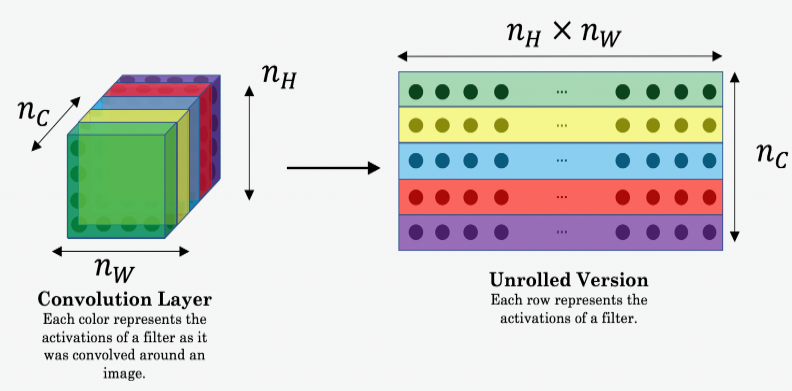 n_H × n_W
n_C
n_H
n_C
n_W
Convolution Layer
Each color represents the
activations of a filter as it
was convolved around an
image.
...
...
...
...
...
Unrolled Version
Each row represents the
activations of a filter.